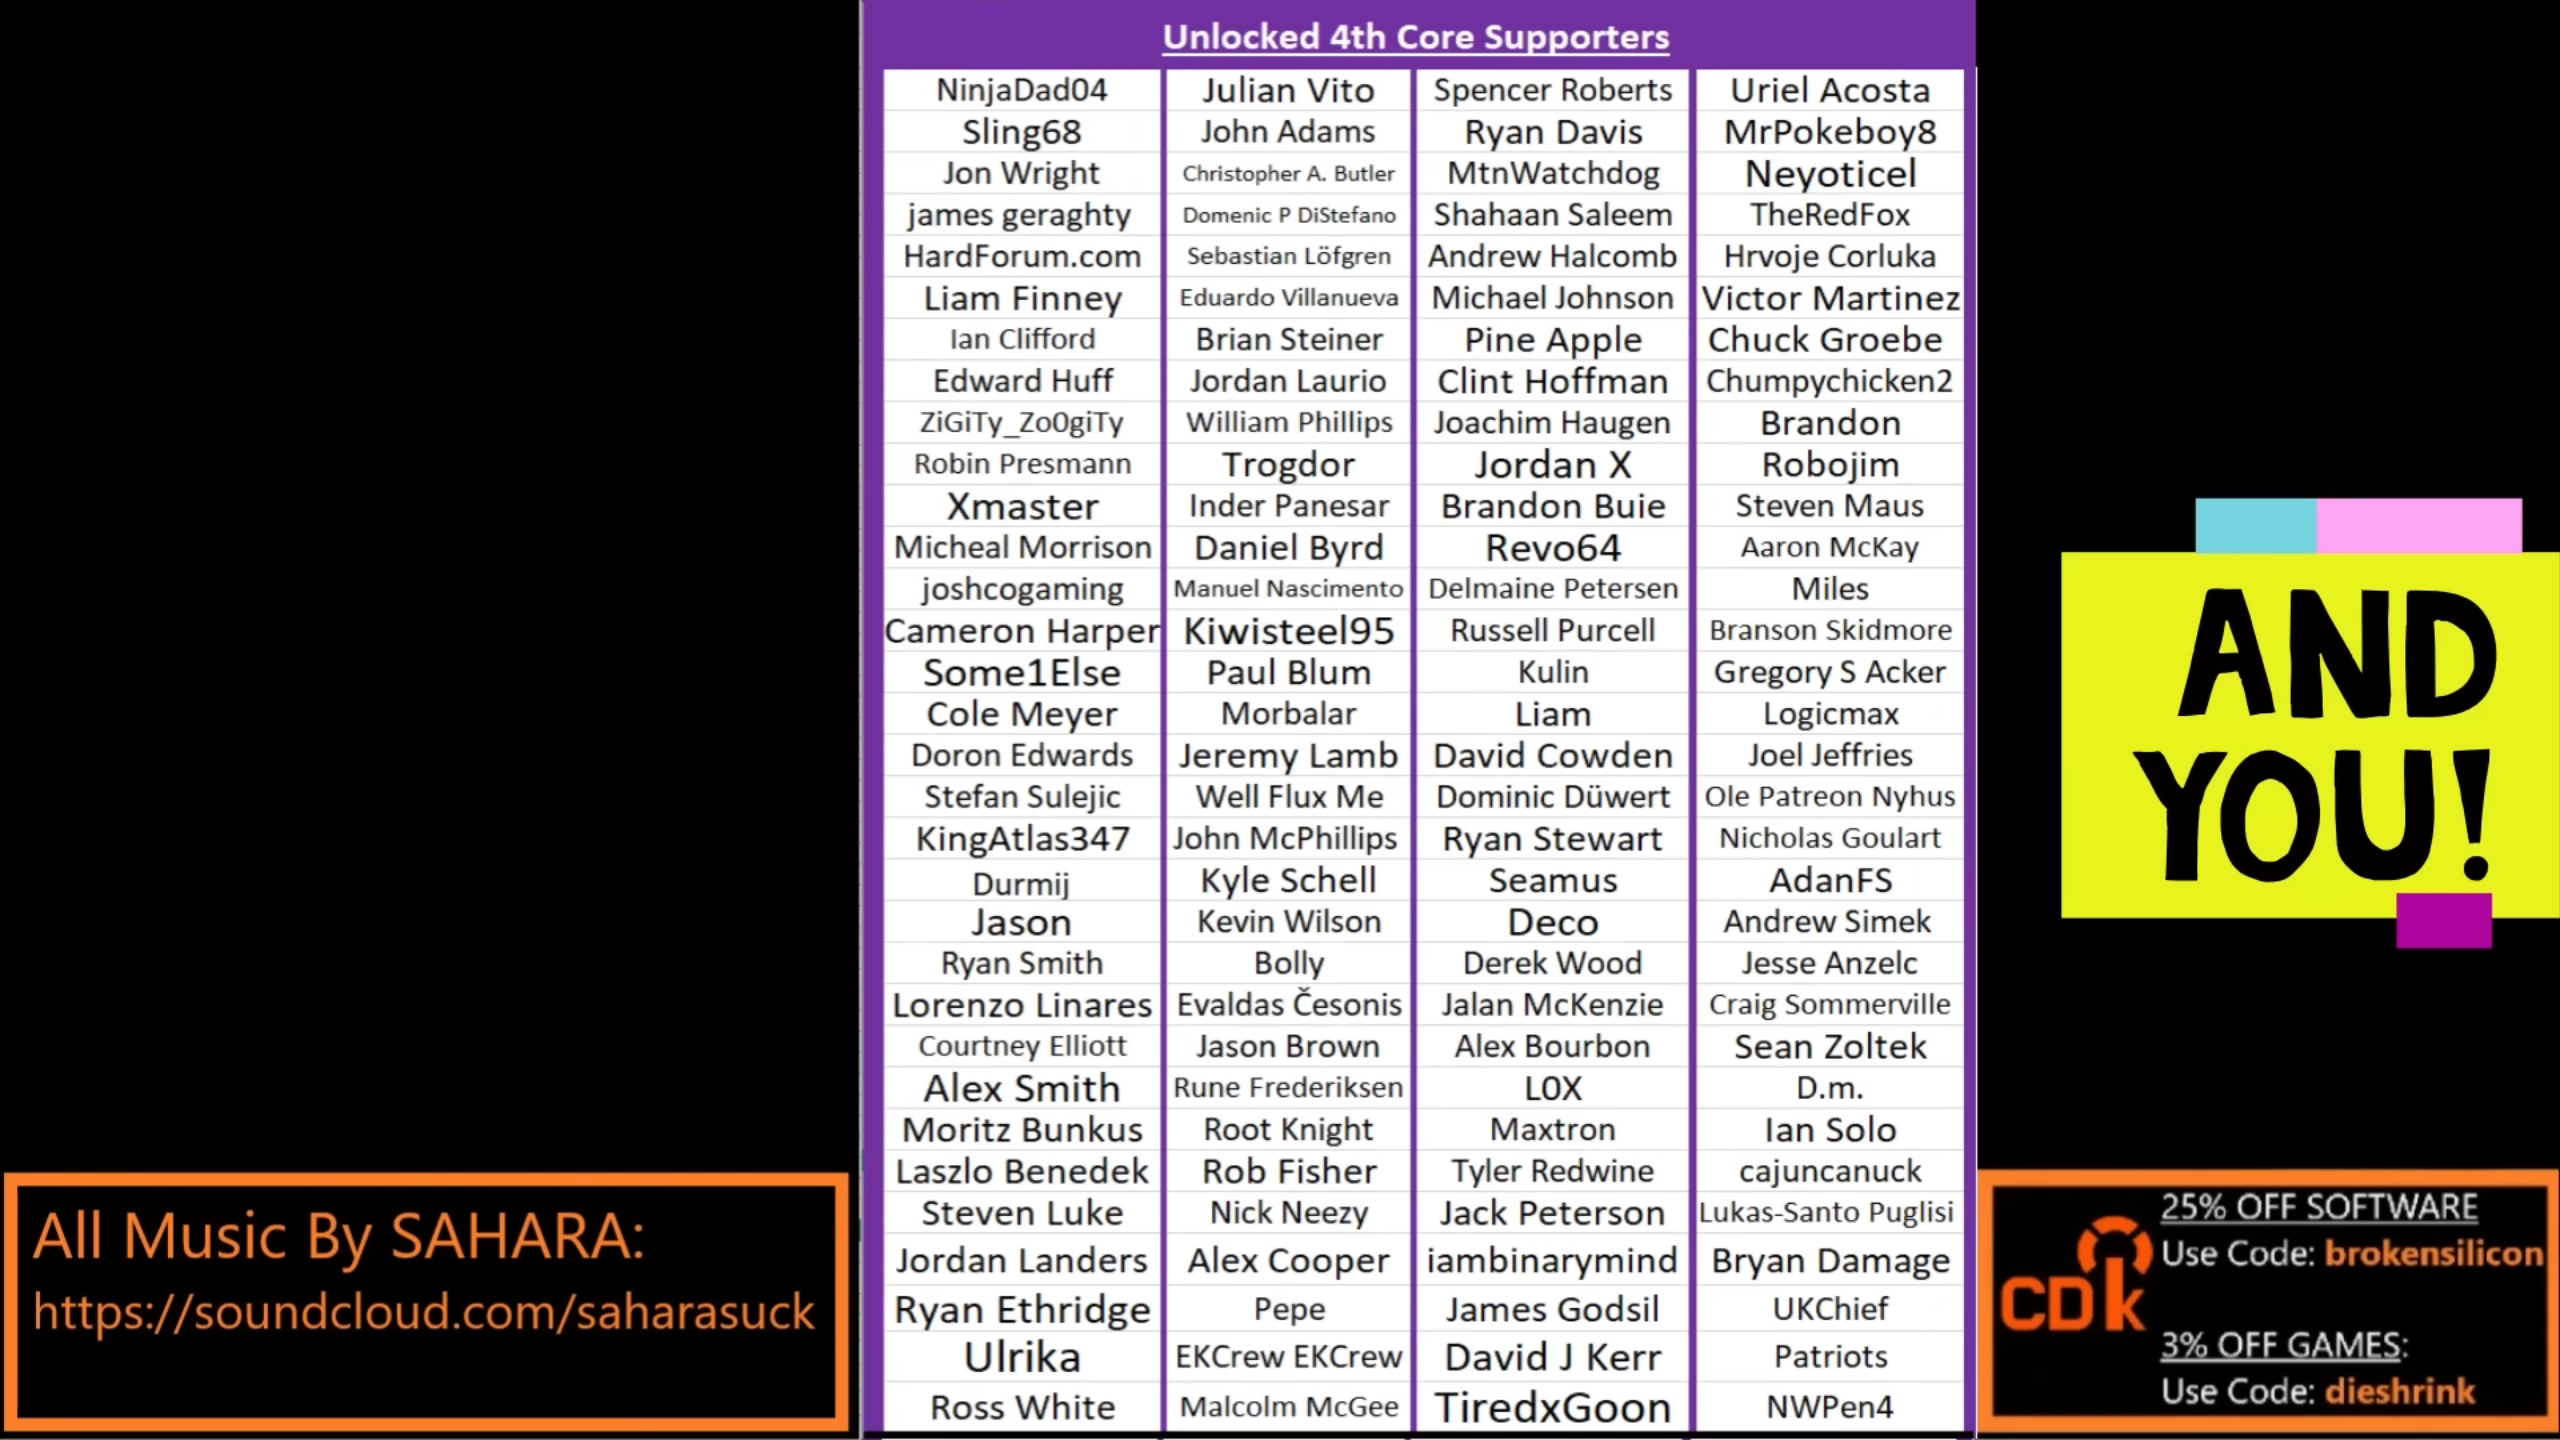 Unlocked 4th Core Supporters
NinjaDad04 Julian Vito Spencer Roberts Uriel Acosta
Sling68 John Adams Ryan Davis MrPokeboy8
Jon Wright Christopher A. Butler MtnWatchdog Neyoticel
james geraghty Domenic P DiStefano Shahaan Saleem TheRedFox
HardForum.com Sebastian Löfgren Andrew Halcomb Hrvoje Corluka
Liam Finney Eduardo Villanueva Michael Johnson Victor Martinez
Ian Clifford Brian Steiner Pine Apple Chuck Groebe
Edward Huff Jordan Laurio Clint Hoffman Chumpychicken2
ZiGiTy_Zo0giTy William Phillips Joachim Haugen Brandon
Robin Presmann Trogdor Jordan X Robojim
Xmaster Inder Panesar Brandon Buie Steven Maus
Micheal Morrison Daniel Byrd Revo64 Aaron McKay
joshcogaming Manuel Nascimento Delmaine Petersen Miles
Cameron Harper Kiwisteel95 Russell Purcell Branson Skidmore
Some1Else Paul Blum Kulin Gregory S Acker
Cole Meyer Morbalar Liam Logicmax
Doron Edwards Jeremy Lamb David Cowden Joel Jeffries
Stefan Sulejic Well Flux Me Dominic Düwert Ole Patreon Nyhus
KingAtlas347 John McPhillips Ryan Stewart Nicholas Goulart
Durmij Kyle Schell Seamus AdanFS
Jason Kevin Wilson Deco Andrew Simek
Ryan Smith Bolly Derek Wood Jesse Anzelc
Lorenzo Linares Evaldas Česonis Jalan McKenzie Craig Sommerville
Courtney Elliott Jason Brown Alex Bourbon Sean Zoltek
Alex Smith Rune Frederiksen L0X D.m.
Moritz Bunkus Root Knight Maxtron Ian Solo
Laszlo Benedek Rob Fisher Tyler Redwine cajuncanuck
Steven Luke Nick Neezy Jack Peterson Lukas-Santo Puglisi
Jordan Landers Alex Cooper iambinarymind Bryan Damage
Ryan Ethridge Pepe James Godsil UKChief
Ulrika EKCrew EKCrew David J Kerr Patriots
Ross White Malcolm McGee TiredxGoon NWPen4
AND
YOU!
All Music By SAHARA:
https://soundcloud.com/saharasuck
CDk
25% OFF SOFTWARE
Use Code: brokensilicon
3% OFF GAMES:
Use Code: dieshrink